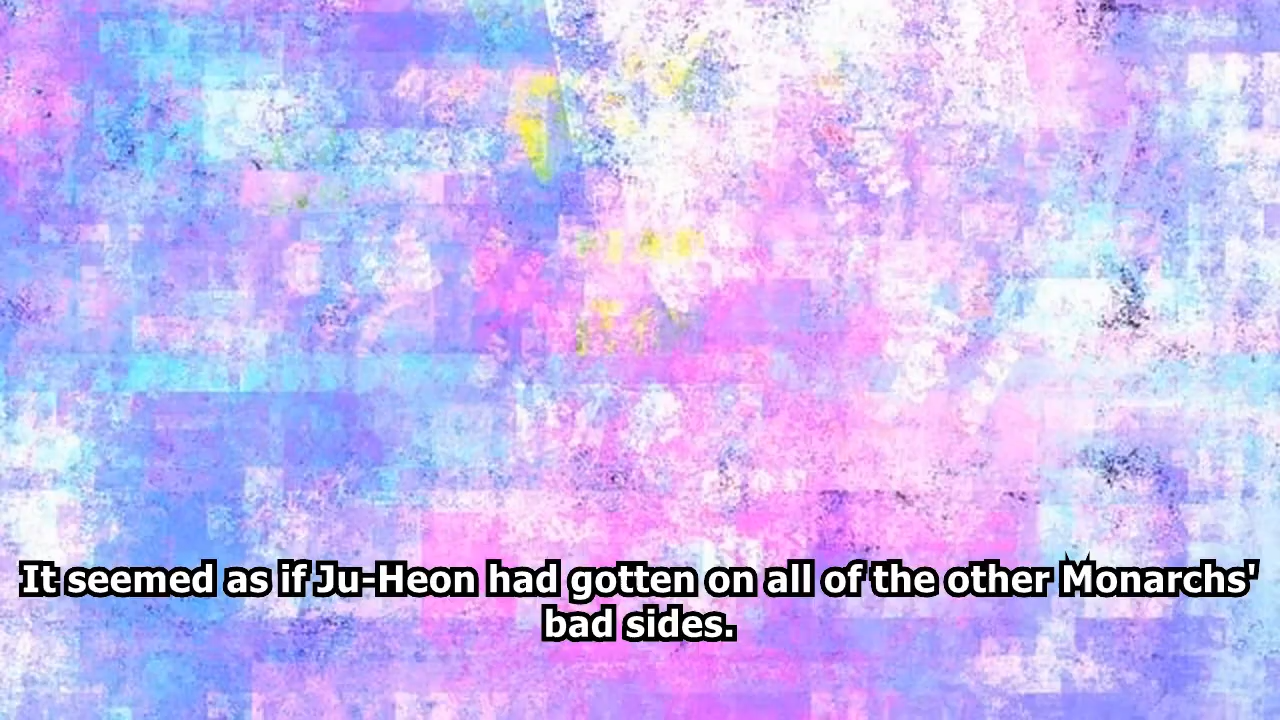 It seemed as if Ju-Heon had gotten on all of the other Monarchs'
bad sides.